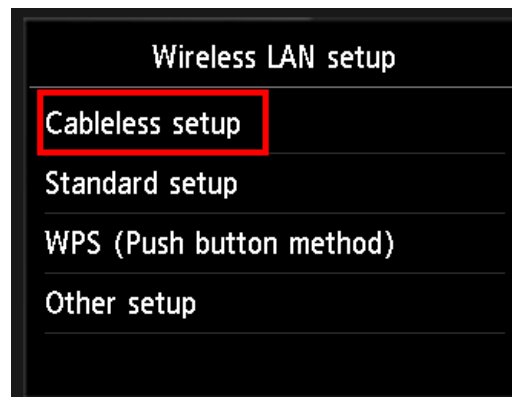 Wireless LAN setup
Cableless setup
Standard setup
WPS (Push button method)
Other setup